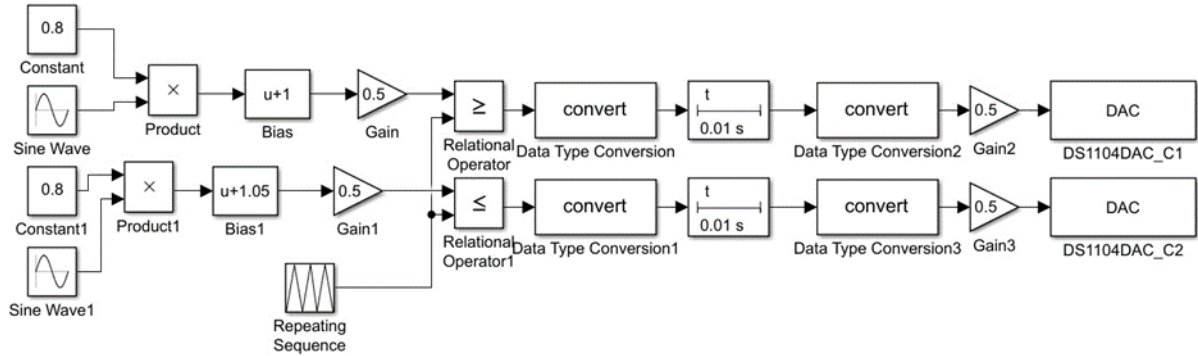 0.8
Constant
Sine Wave
×
Product
u+1
Bias
0.5
Gain
≥
Relational
Operator
convert
Data Type Conversion
t
0.01 s
convert
Data Type Conversion2
0.5
Gain2
DAC
DS1104DAC_C1
0.8
Constant1
Sine Wave1
×
Product1
u+1.05
Bias1
0.5
Gain1
≤
Relational
Operator1
convert
Data Type Conversion1
t
0.01 s
convert
Data Type Conversion3
0.5
Gain3
DAC
DS1104DAC_C2
Repeating
Sequence